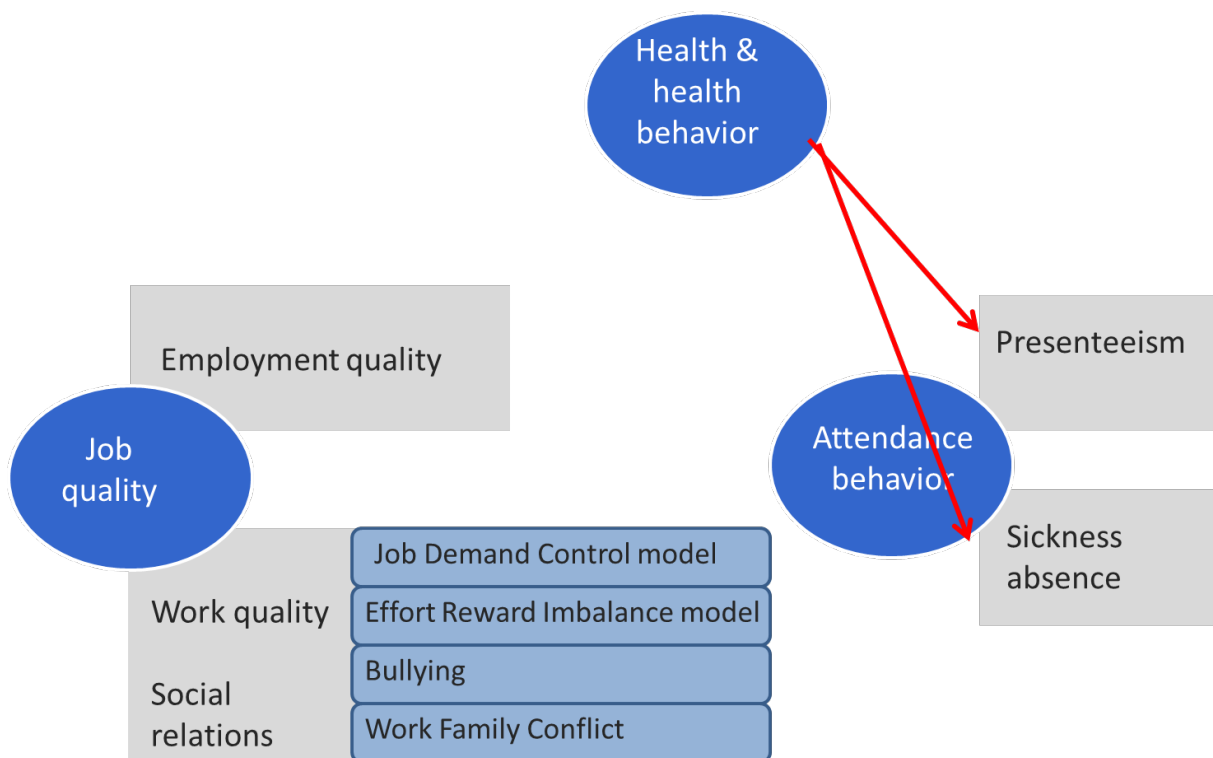 Health &
health
behavior
Employment quality
Presenteeism
Job
quality
Attendance
behavior
Job Demand Control model
Work quality
Effort Reward Imbalance model
Sickness
absence
Bullying
Social
relations
Work Family Conflict